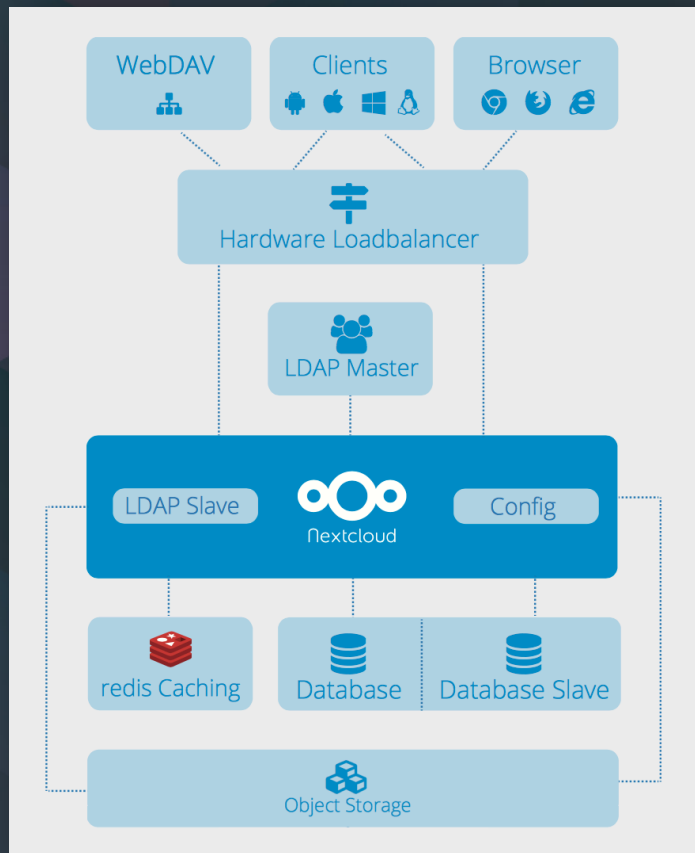 WebDAV
Clients
Browser
Hardware Loadbalancer
LDAP Master
LDAP Slave
Nextcloud
Config
redis Caching
Database
Database Slave
Object Storage